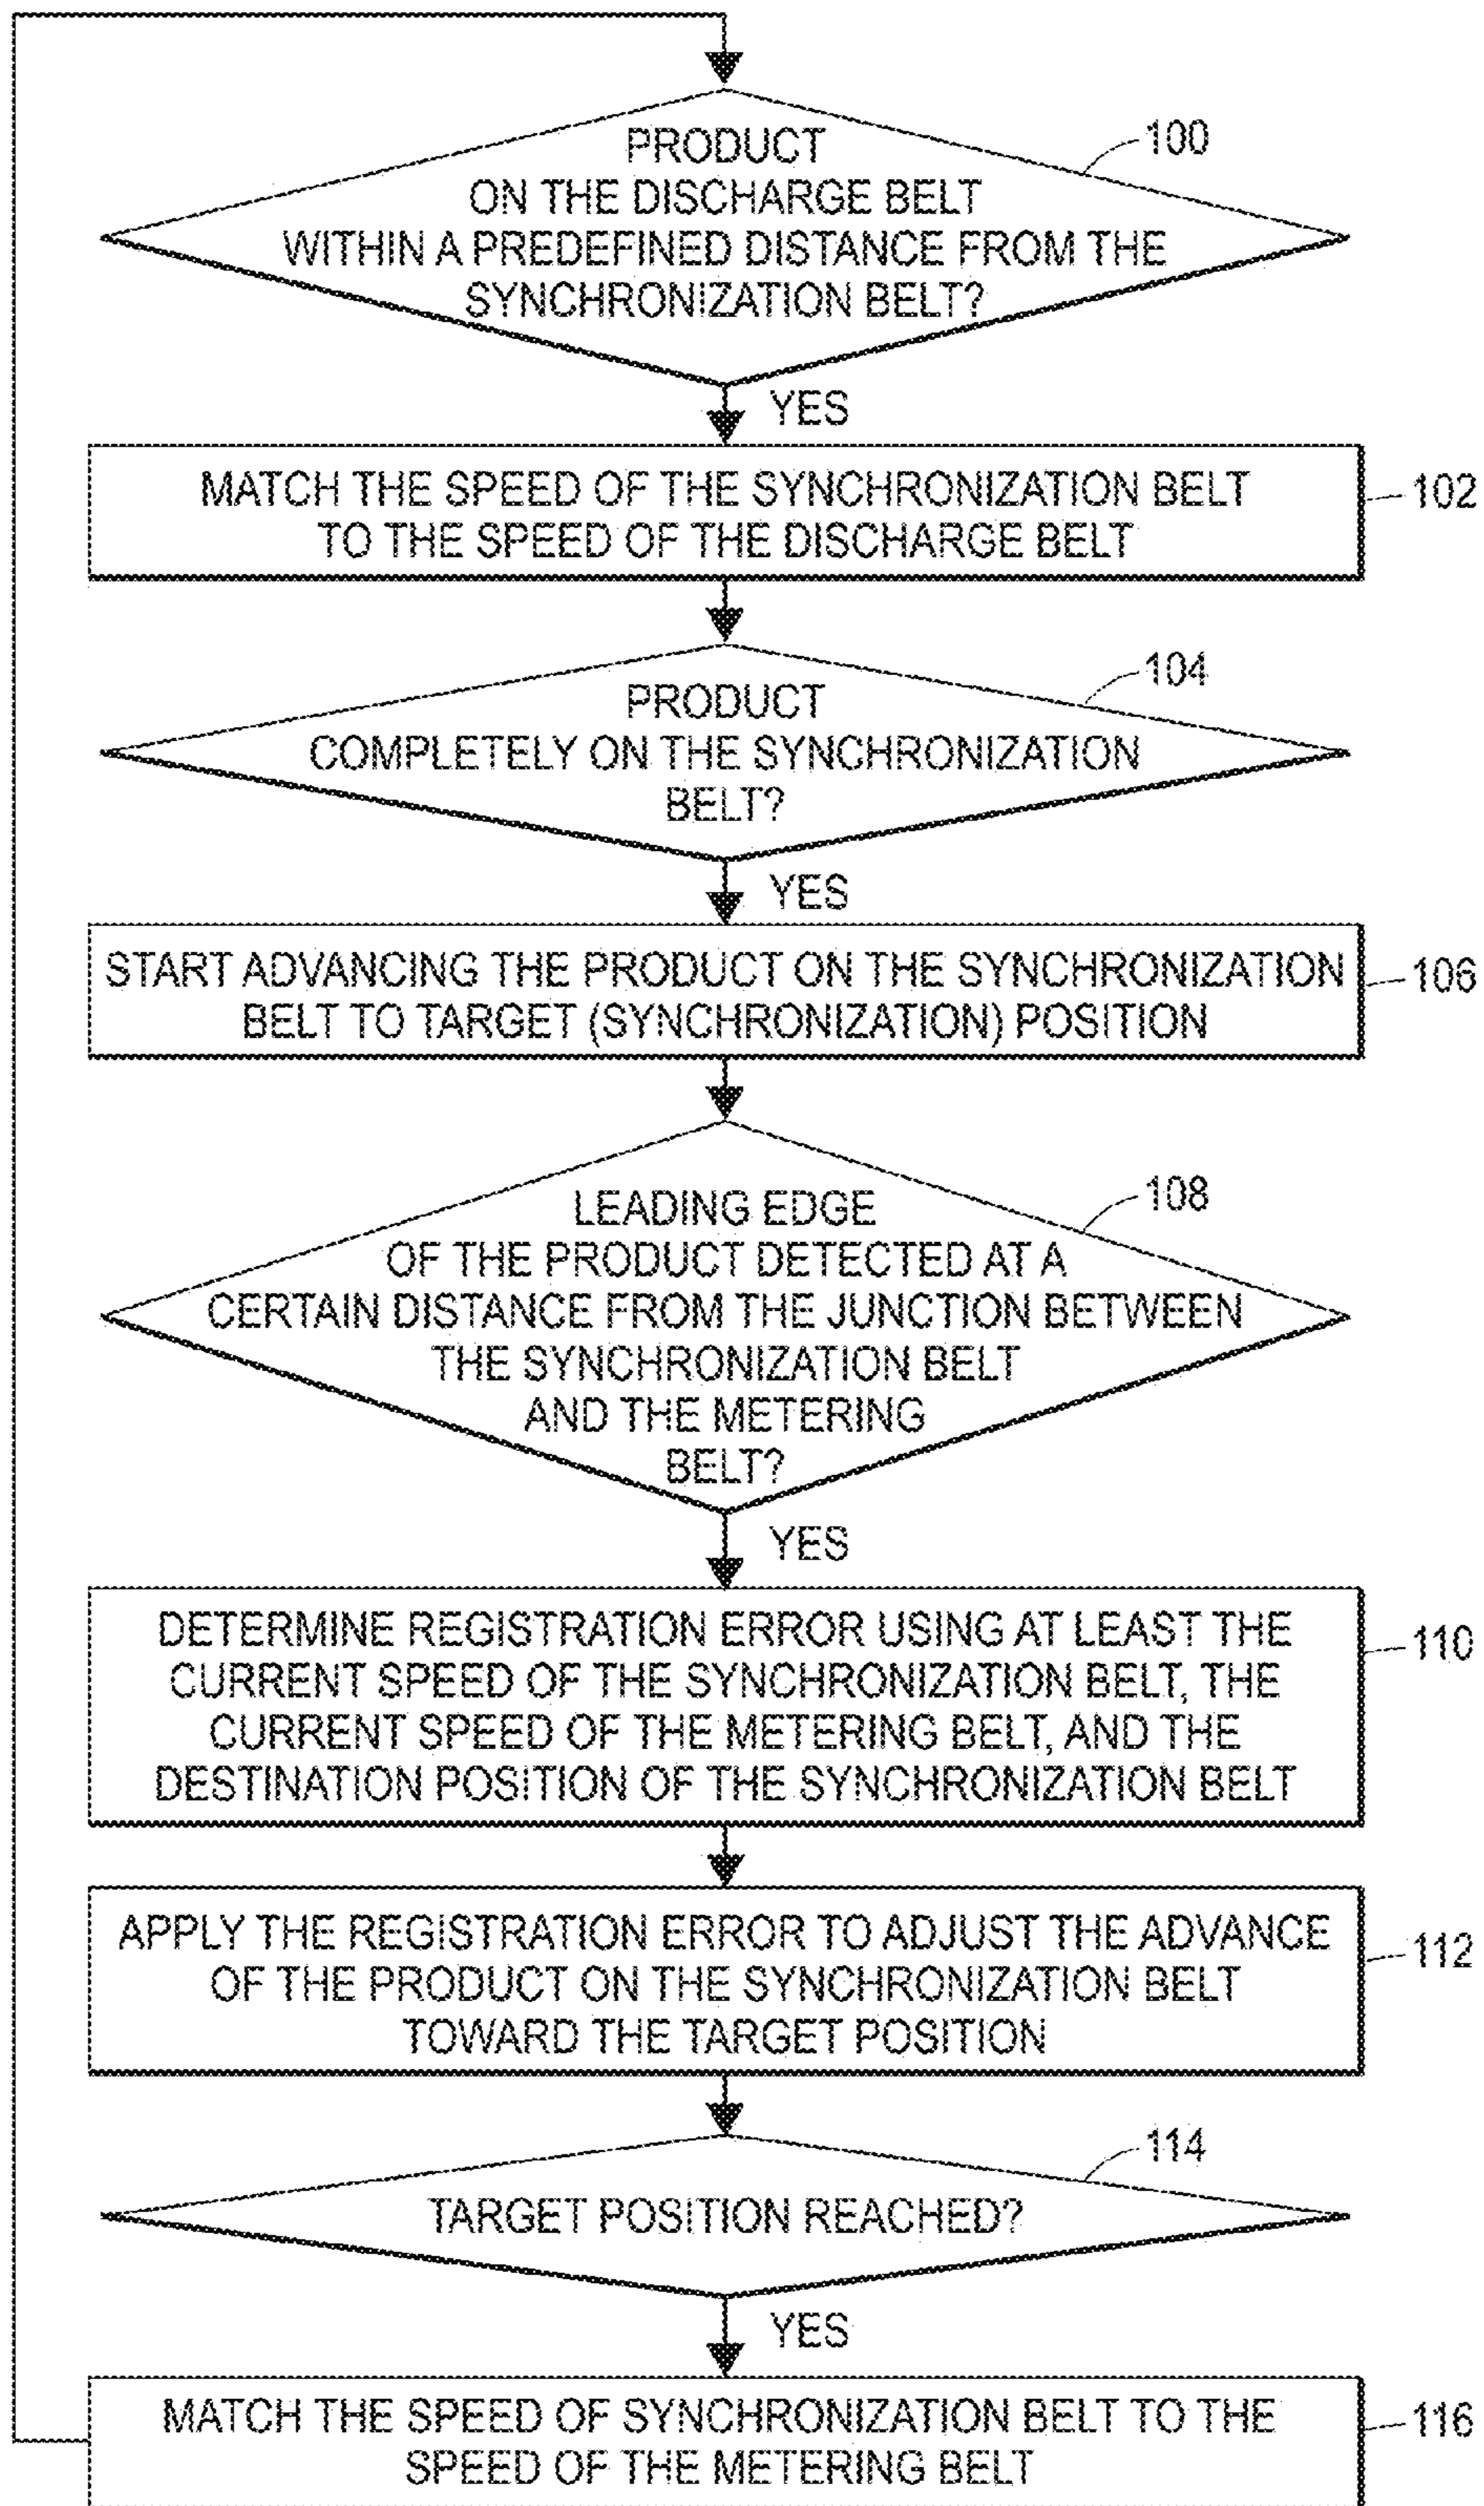 PRODUCT
ON THE DISCHARGE BELT
WITHIN A PREDEFINED DISTANCE FROM THE
SYNCHRONIZATION BELT?
100
YES
MATCH THE SPEED OF THE SYNCHRONIZATION BELT
TO THE SPEED OF THE DISCHARGE BELT
102
PRODUCT
COMPLETELY ON THE SYNCHRONIZATION
BELT?
104
YES
START ADVANCING THE PRODUCT ON THE SYNCHRONIZATION
BELT TO TARGET (SYNCHRONIZATION) POSITION
106
LEADING EDGE
OF THE PRODUCT DETECTED AT A
CERTAIN DISTANCE FROM THE JUNCTION BETWEEN
THE SYNCHRONIZATION BELT
AND THE METERING
BELT?
108
YES
DETERMINE REGISTRATION ERROR USING AT LEAST THE
CURRENT SPEED OF THE SYNCHRONIZATION BELT, THE
CURRENT SPEED OF THE METERING BELT, AND THE
DESTINATION POSITION OF THE SYNCHRONIZATION BELT
110
APPLY THE REGISTRATION ERROR TO ADJUST THE ADVANCE
OF THE PRODUCT ON THE SYNCHRONIZATION BELT
TOWARD THE TARGET POSITION
112
TARGET POSITION REACHED?
114
YES
MATCH THE SPEED OF SYNCHRONIZATION BELT TO THE
SPEED OF THE METERING BELT
116